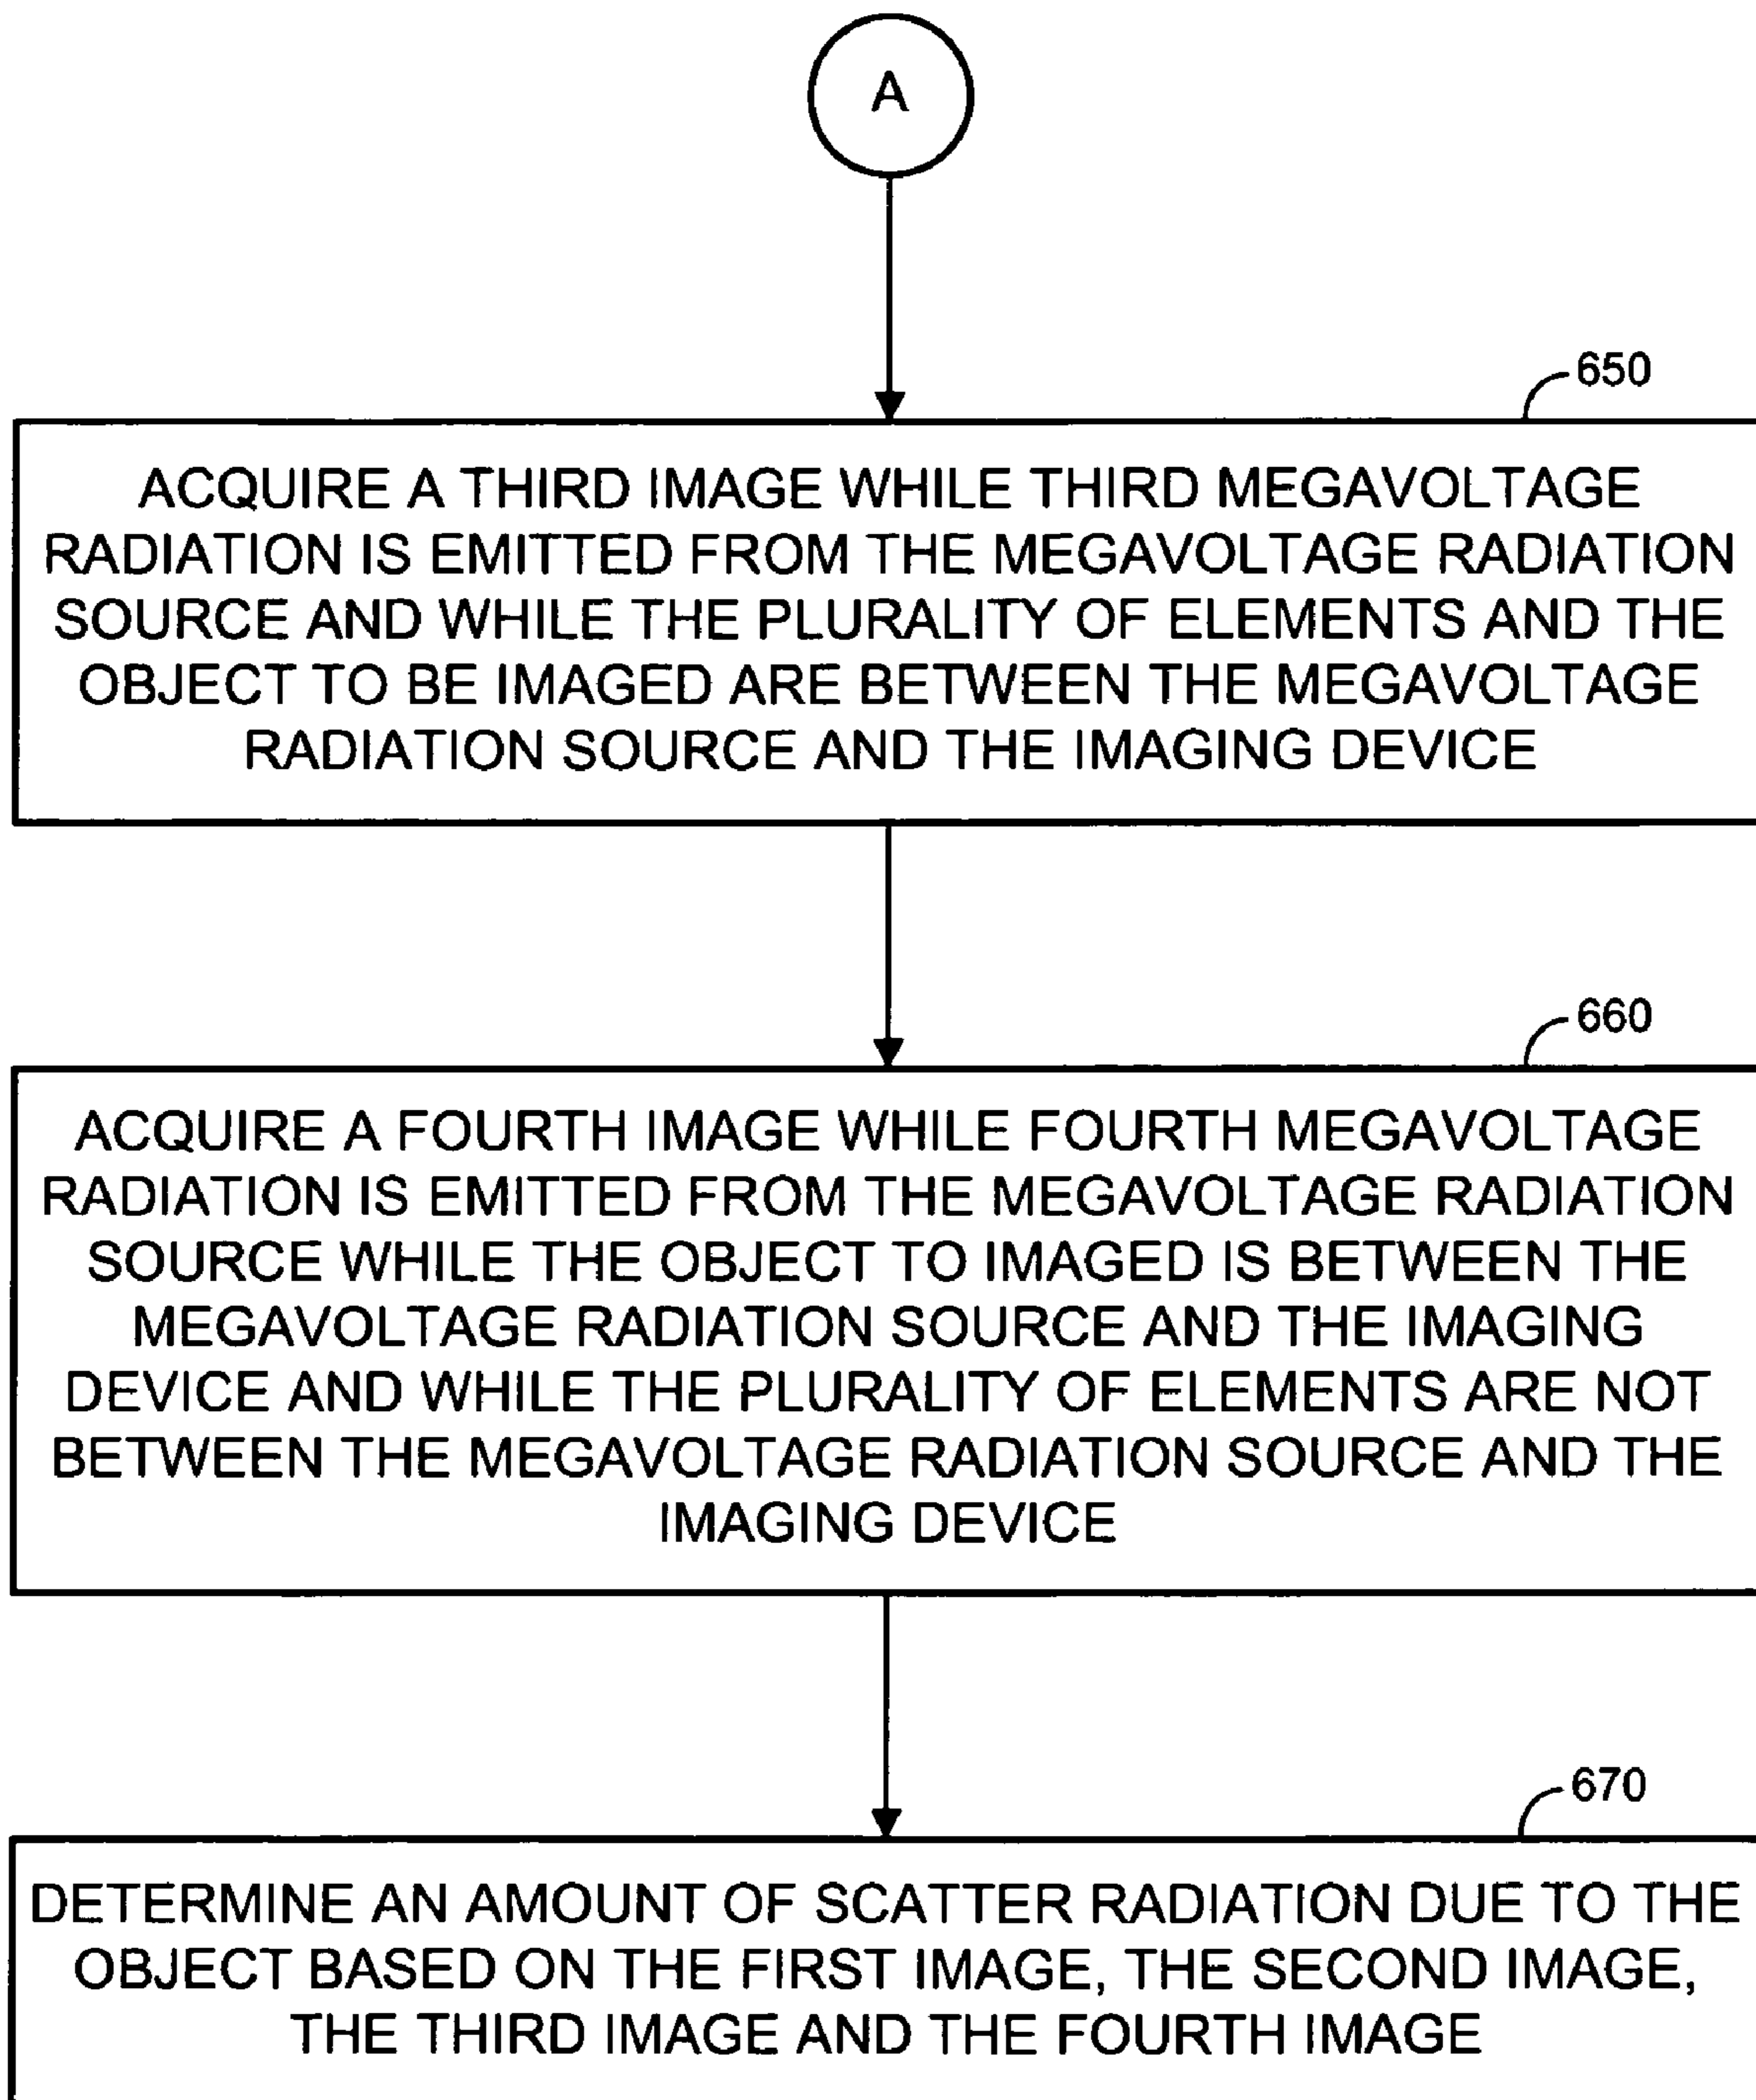 A
650
ACQUIRE A THIRD IMAGE WHILE THIRD MEGAVOLTAGE
RADIATION IS EMITTED FROM THE MEGAVOLTAGE RADIATION
SOURCE AND WHILE THE PLURALITY OF ELEMENTS AND THE
OBJECT TO BE IMAGED ARE BETWEEN THE MEGAVOLTAGE
RADIATION SOURCE AND THE IMAGING DEVICE
660
ACQUIRE A FOURTH IMAGE WHILE FOURTH MEGAVOLTAGE
RADIATION IS EMITTED FROM THE MEGAVOLTAGE RADIATION
SOURCE WHILE THE OBJECT TO IMAGED IS BETWEEN THE
MEGAVOLTAGE RADIATION SOURCE AND THE IMAGING
DEVICE AND WHILE THE PLURALITY OF ELEMENTS ARE NOT
BETWEEN THE MEGAVOLTAGE RADIATION SOURCE AND THE
IMAGING DEVICE
670
DETERMINE AN AMOUNT OF SCATTER RADIATION DUE TO THE
OBJECT BASED ON THE FIRST IMAGE, THE SECOND IMAGE,
THE THIRD IMAGE AND THE FOURTH IMAGE